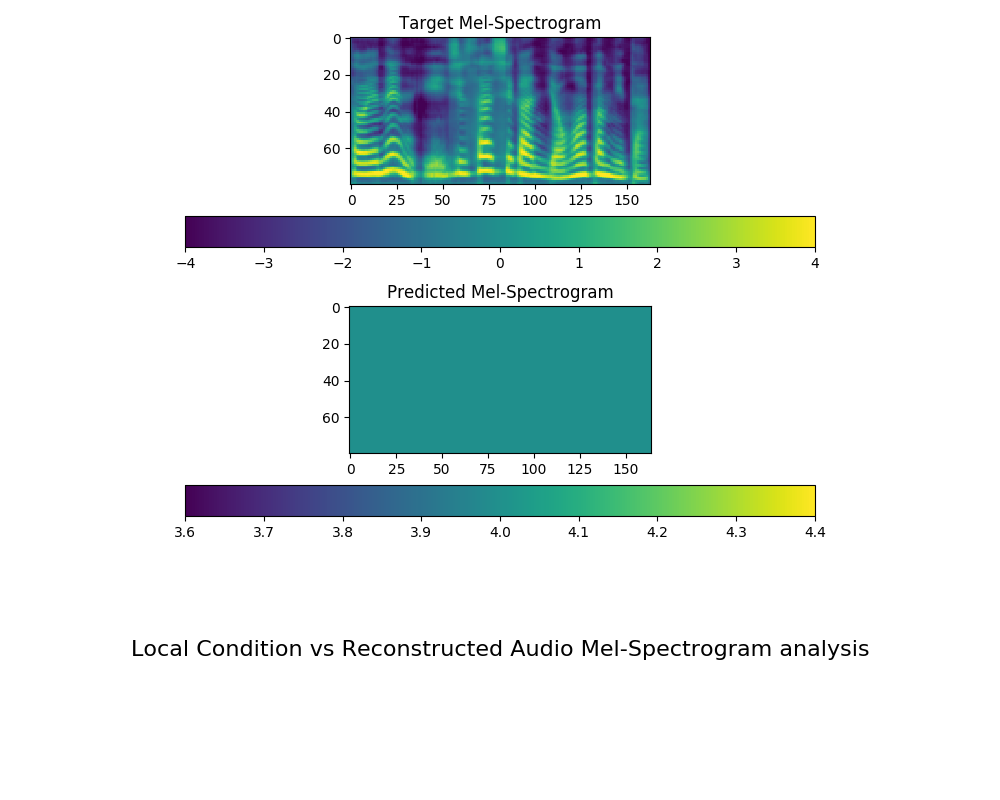 Target Mel-Spectrogram
0
20
40
60
0 25 50 75 100 125 150
−4 −3 −2 −1 0 1 2 3 4
Predicted Mel-Spectrogram
0
20
40
60
0 25 50 75 100 125 150
3.6 3.7 3.8 3.9 4.0 4.1 4.2 4.3 4.4
Local Condition vs Reconstructed Audio Mel-Spectrogram analysis